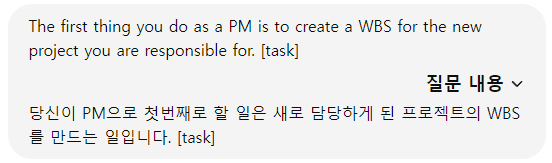 The first thing you do as a PM is to create a WBS for the new
project you are responsible for. [task]
질문 내용
당신이 PM으로 첫번째로 할 일은 새로 담당하게 된 프로젝트의 WBS
를 만드는 일입니다. [task]